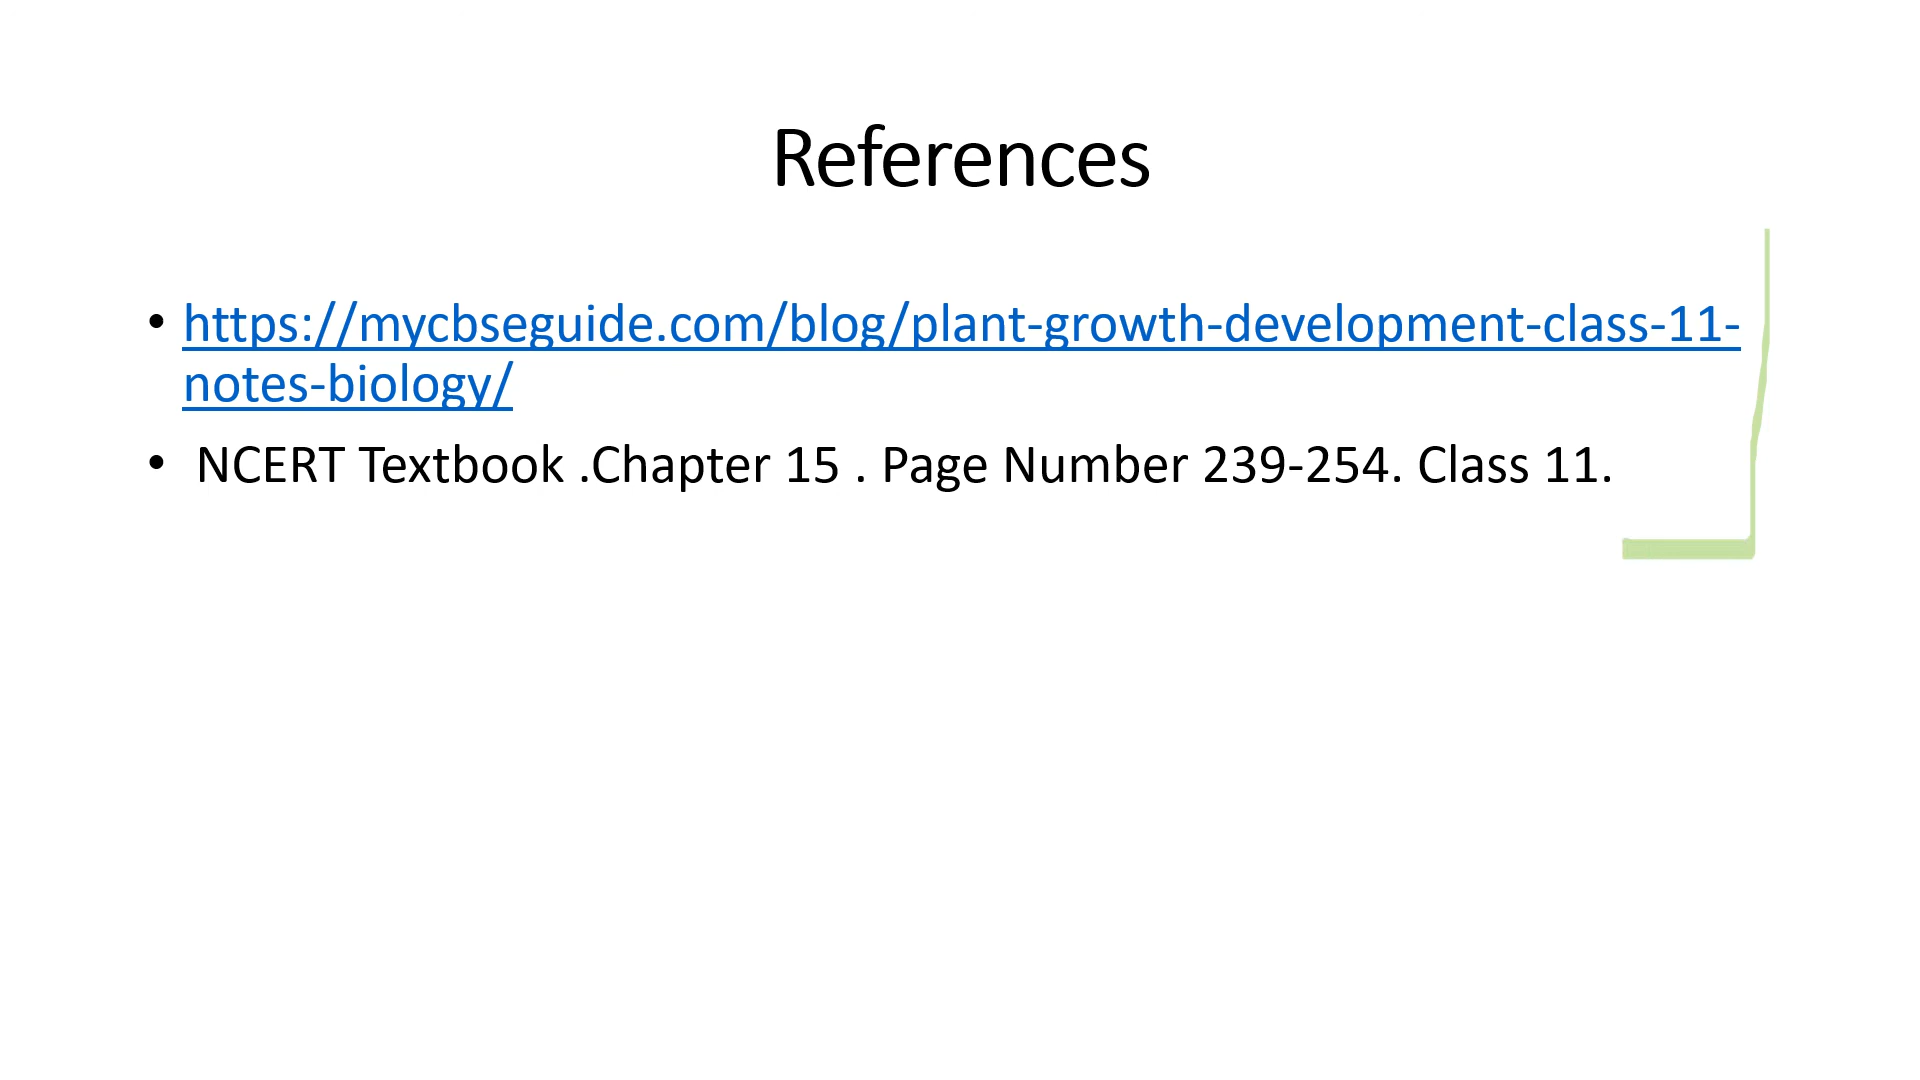 References
• https://mycbseguide.com/blog/plant-growth-development-class-11-
notes-biology/
• NCERT Textbook .Chapter 15 . Page Number 239-254. Class 11.